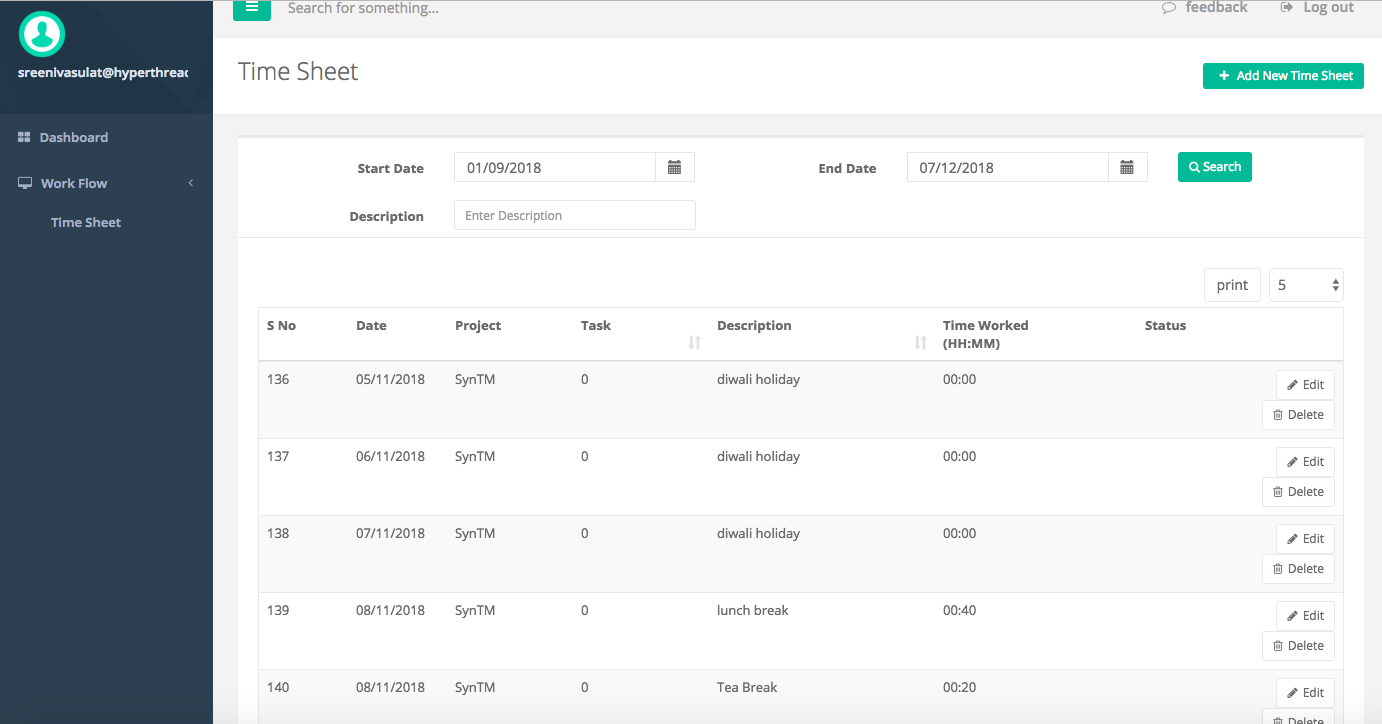 Search for something...
feedback
Log out
sreenivasulat@hyperthread
Dashboard
Work Flow
Time Sheet
Time Sheet
+ Add New Time Sheet
Start Date
01/09/2018
End Date
07/12/2018
Search
Description
Enter Description
print
5
S No Date Project Task Description Time Worked Status
(HH:MM)
136 05/11/2018 SynTM 0 diwali holiday 00:00 Edit
Delete
137 06/11/2018 SynTM 0 diwali holiday 00:00 Edit
Delete
138 07/11/2018 SynTM 0 diwali holiday 00:00 Edit
Delete
139 08/11/2018 SynTM 0 lunch break 00:40 Edit
Delete
140 08/11/2018 SynTM 0 Tea Break 00:20 Edit
Delete